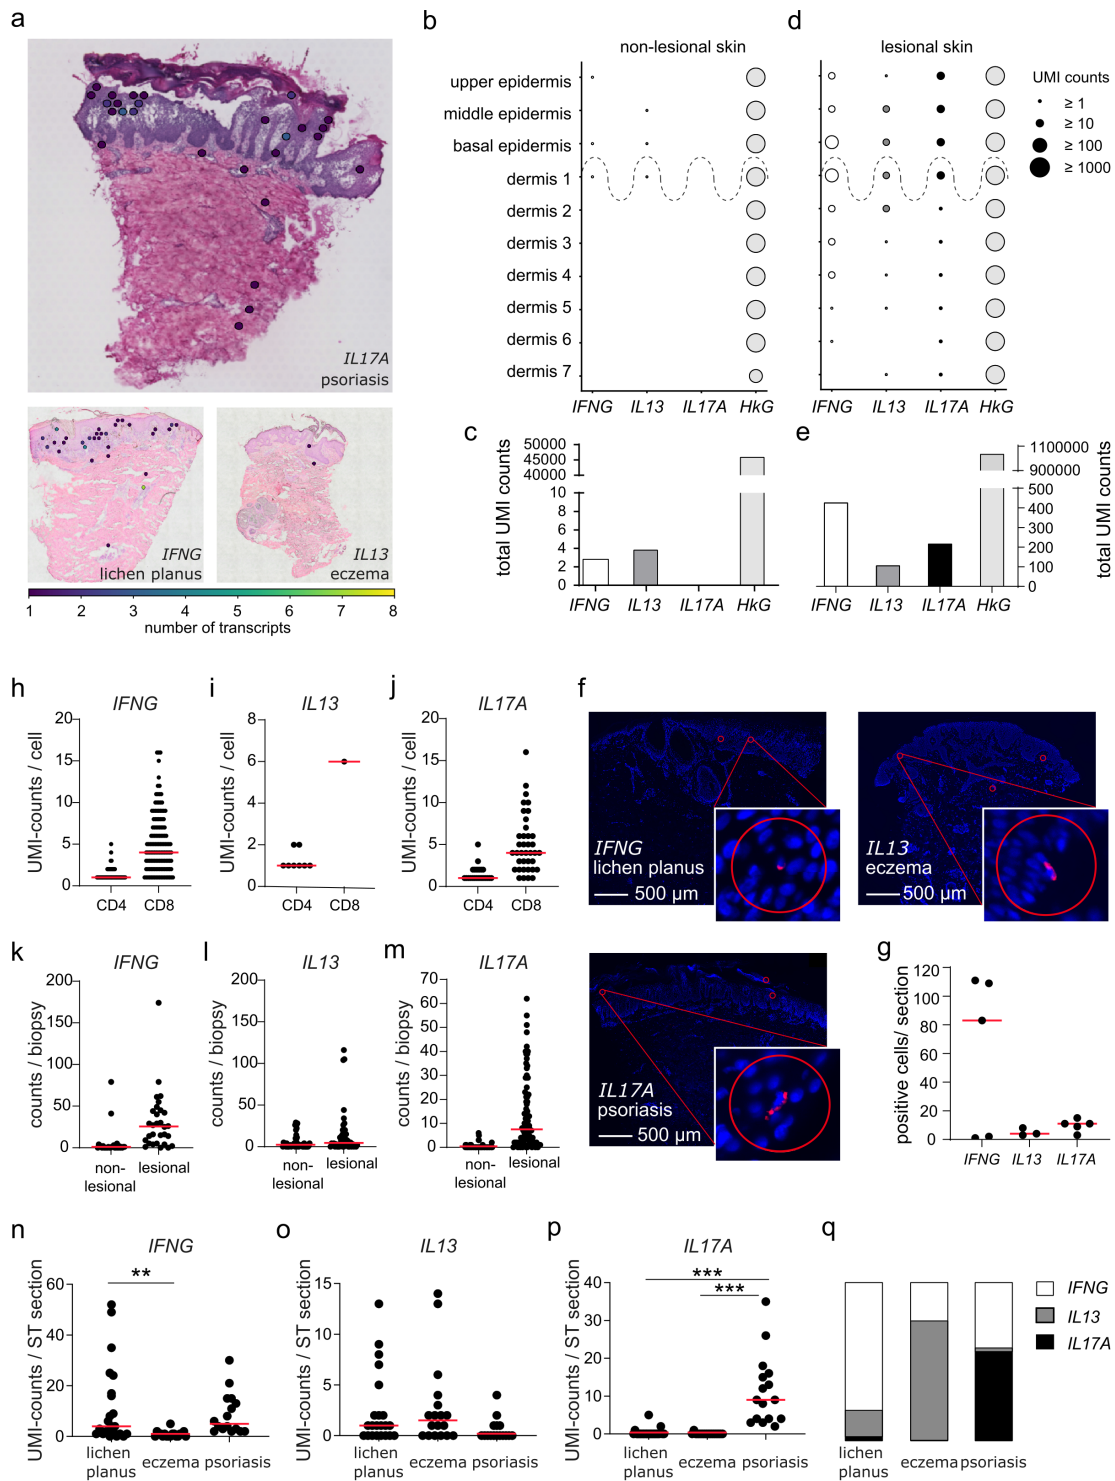 a
IL17A
psoriasis
IFNG
lichen planus
IL13
eczema
1 2 3 4 5 6 7 8
number of transcripts
b
non-lesional skin
upper epidermis
middle epidermis
basal epidermis
dermis 1
dermis 2
dermis 3
dermis 4
dermis 5
dermis 6
dermis 7
IFNG IL13 IL17A HkG
d
lesional skin
UMI counts
≥ 1
≥ 10
≥ 100
≥ 1000
IFNG IL13 IL17A HkG
c
total UMI counts
50000
45000
40000
10
8
6
4
2
0
IFNG IL13 IL17A HkG
e
1100000
900000
500
400
300
200
100
0
total UMI counts
IFNG IL13 IL17A HkG
h
IFNG
UMI-counts / cell
20
15
10
5
0
CD4 CD8
i
IL13
UMI-counts / cell
8
6
4
2
0
CD4 CD8
j
IL17A
UMI-counts / cell
20
15
10
5
0
CD4 CD8
f
IFNG
lichen planus
500 µm
IL13
eczema
500 µm
IL17A
psoriasis
500 µm
g
positive cells/ section
120
100
80
60
40
20
0
IFNG IL13 IL17A
k
IFNG
counts / biopsy
200
150
100
50
0
non-
lesional
lesional
l
IL13
counts / biopsy
200
150
100
50
0
non-
lesional
lesional
m
IL17A
counts / biopsy
70
60
50
40
30
20
10
0
non-
lesional
lesional
n
IFNG
UMI-counts / ST section
60
40
20
0
**
lichen
planus
eczema psoriasis
o
IL13
UMI-counts / ST section
15
10
5
0
lichen
planus
eczema psoriasis
p
IL17A
UMI-counts / ST section
40
30
20
10
0
***
***
lichen
planus
eczema psoriasis
q
IFNG
IL13
IL17A
lichen
planus
eczema psoriasis